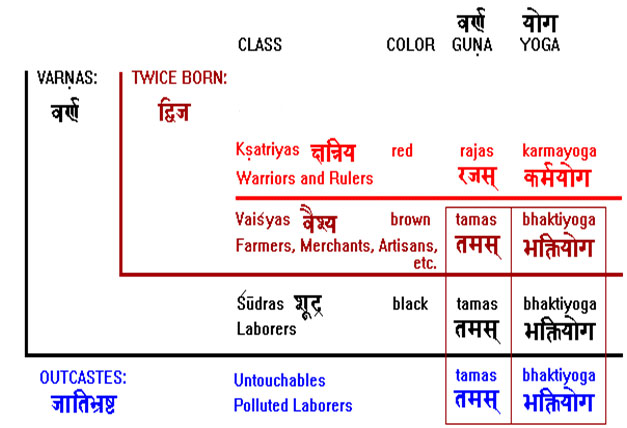 वर्ण योग
CLASS COLOR GUṆA YOGA
VARṆAS: TWICE BORN:
वर्ण द्विज
Kṣatriyas क्षत्रिय red rajas karmayoga
Warriors and Rulers रजस् कर्मयोग
Vaiśyas वैश्य brown tamas bhaktiyoga
Farmers, Merchants, Artisans, तमस् भक्तियोग
etc.
Śūdras शूद्र black tamas bhaktiyoga
Laborers तमस् भक्तियोग
OUTCASTES: Untouchables tamas bhaktiyoga
जातिभ्रष्ट Polluted Laborers तमस् भक्तियोग